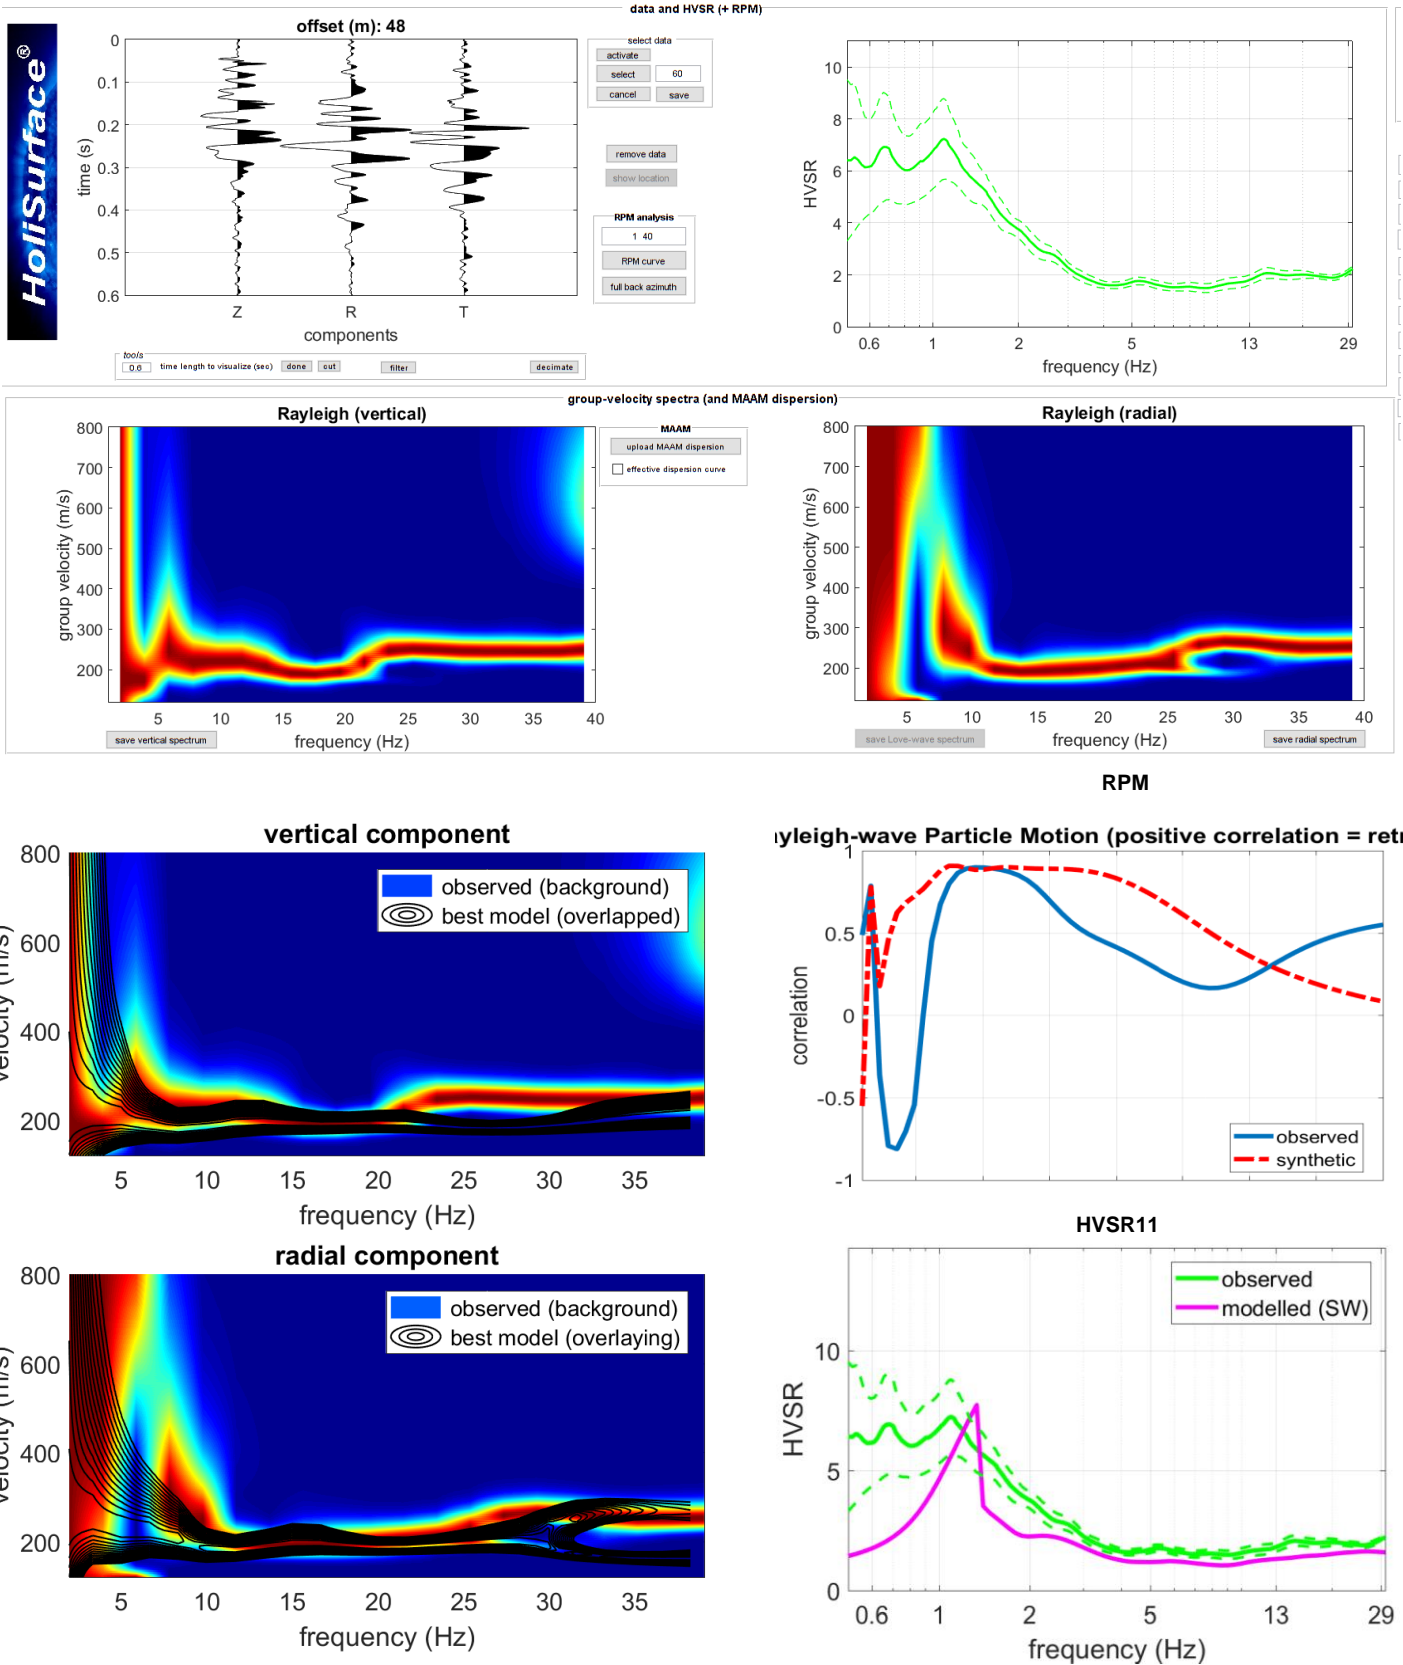 data and HVSR (+ RPM)
HoliSurface®
offset (m): 48
0
0.1
0.2
0.3
0.4
0.5
0.6
time (s)
Z R T
components
select data
activate
select 60
cancel save
remove data
show location
RPM analysis
1 40
RPM curve
full back azimuth
tools
0.6 time length to visualize (sec) done cut filter decimate
10
8
6
4
2
0
HVSR
0.6 1 2 5 13 29
frequency (Hz)
group-velocity spectra (and MAAM dispersion)
Rayleigh (vertical)
800
700
600
500
400
300
200
group velocity (m/s)
5 10 15 20 25 30 35 40
save vertical spectrum
frequency (Hz)
MAAM
upload MAAM dispersion
effective dispersion curve
Rayleigh (radial)
800
700
600
500
400
300
200
group velocity (m/s)
5 10 15 20 25 30 35 40
save Love-wave spectrum
frequency (Hz)
save radial spectrum
vertical component
800
600
400
200
velocity (m/s)
observed (background)
best model (overlapped)
5 10 15 20 25 30 35
frequency (Hz)
RPM
yleigh-wave Particle Motion (positive correlation = retr
1
0.5
0
-0.5
-1
correlation
observed
synthetic
radial component
800
600
400
200
velocity (m/s)
observed (background)
best model (overlaying)
5 10 15 20 25 30 35
frequency (Hz)
HVSR11
10
5
0
HVSR
observed
modelled (SW)
0.6 1 2 5 13 29
frequency (Hz)